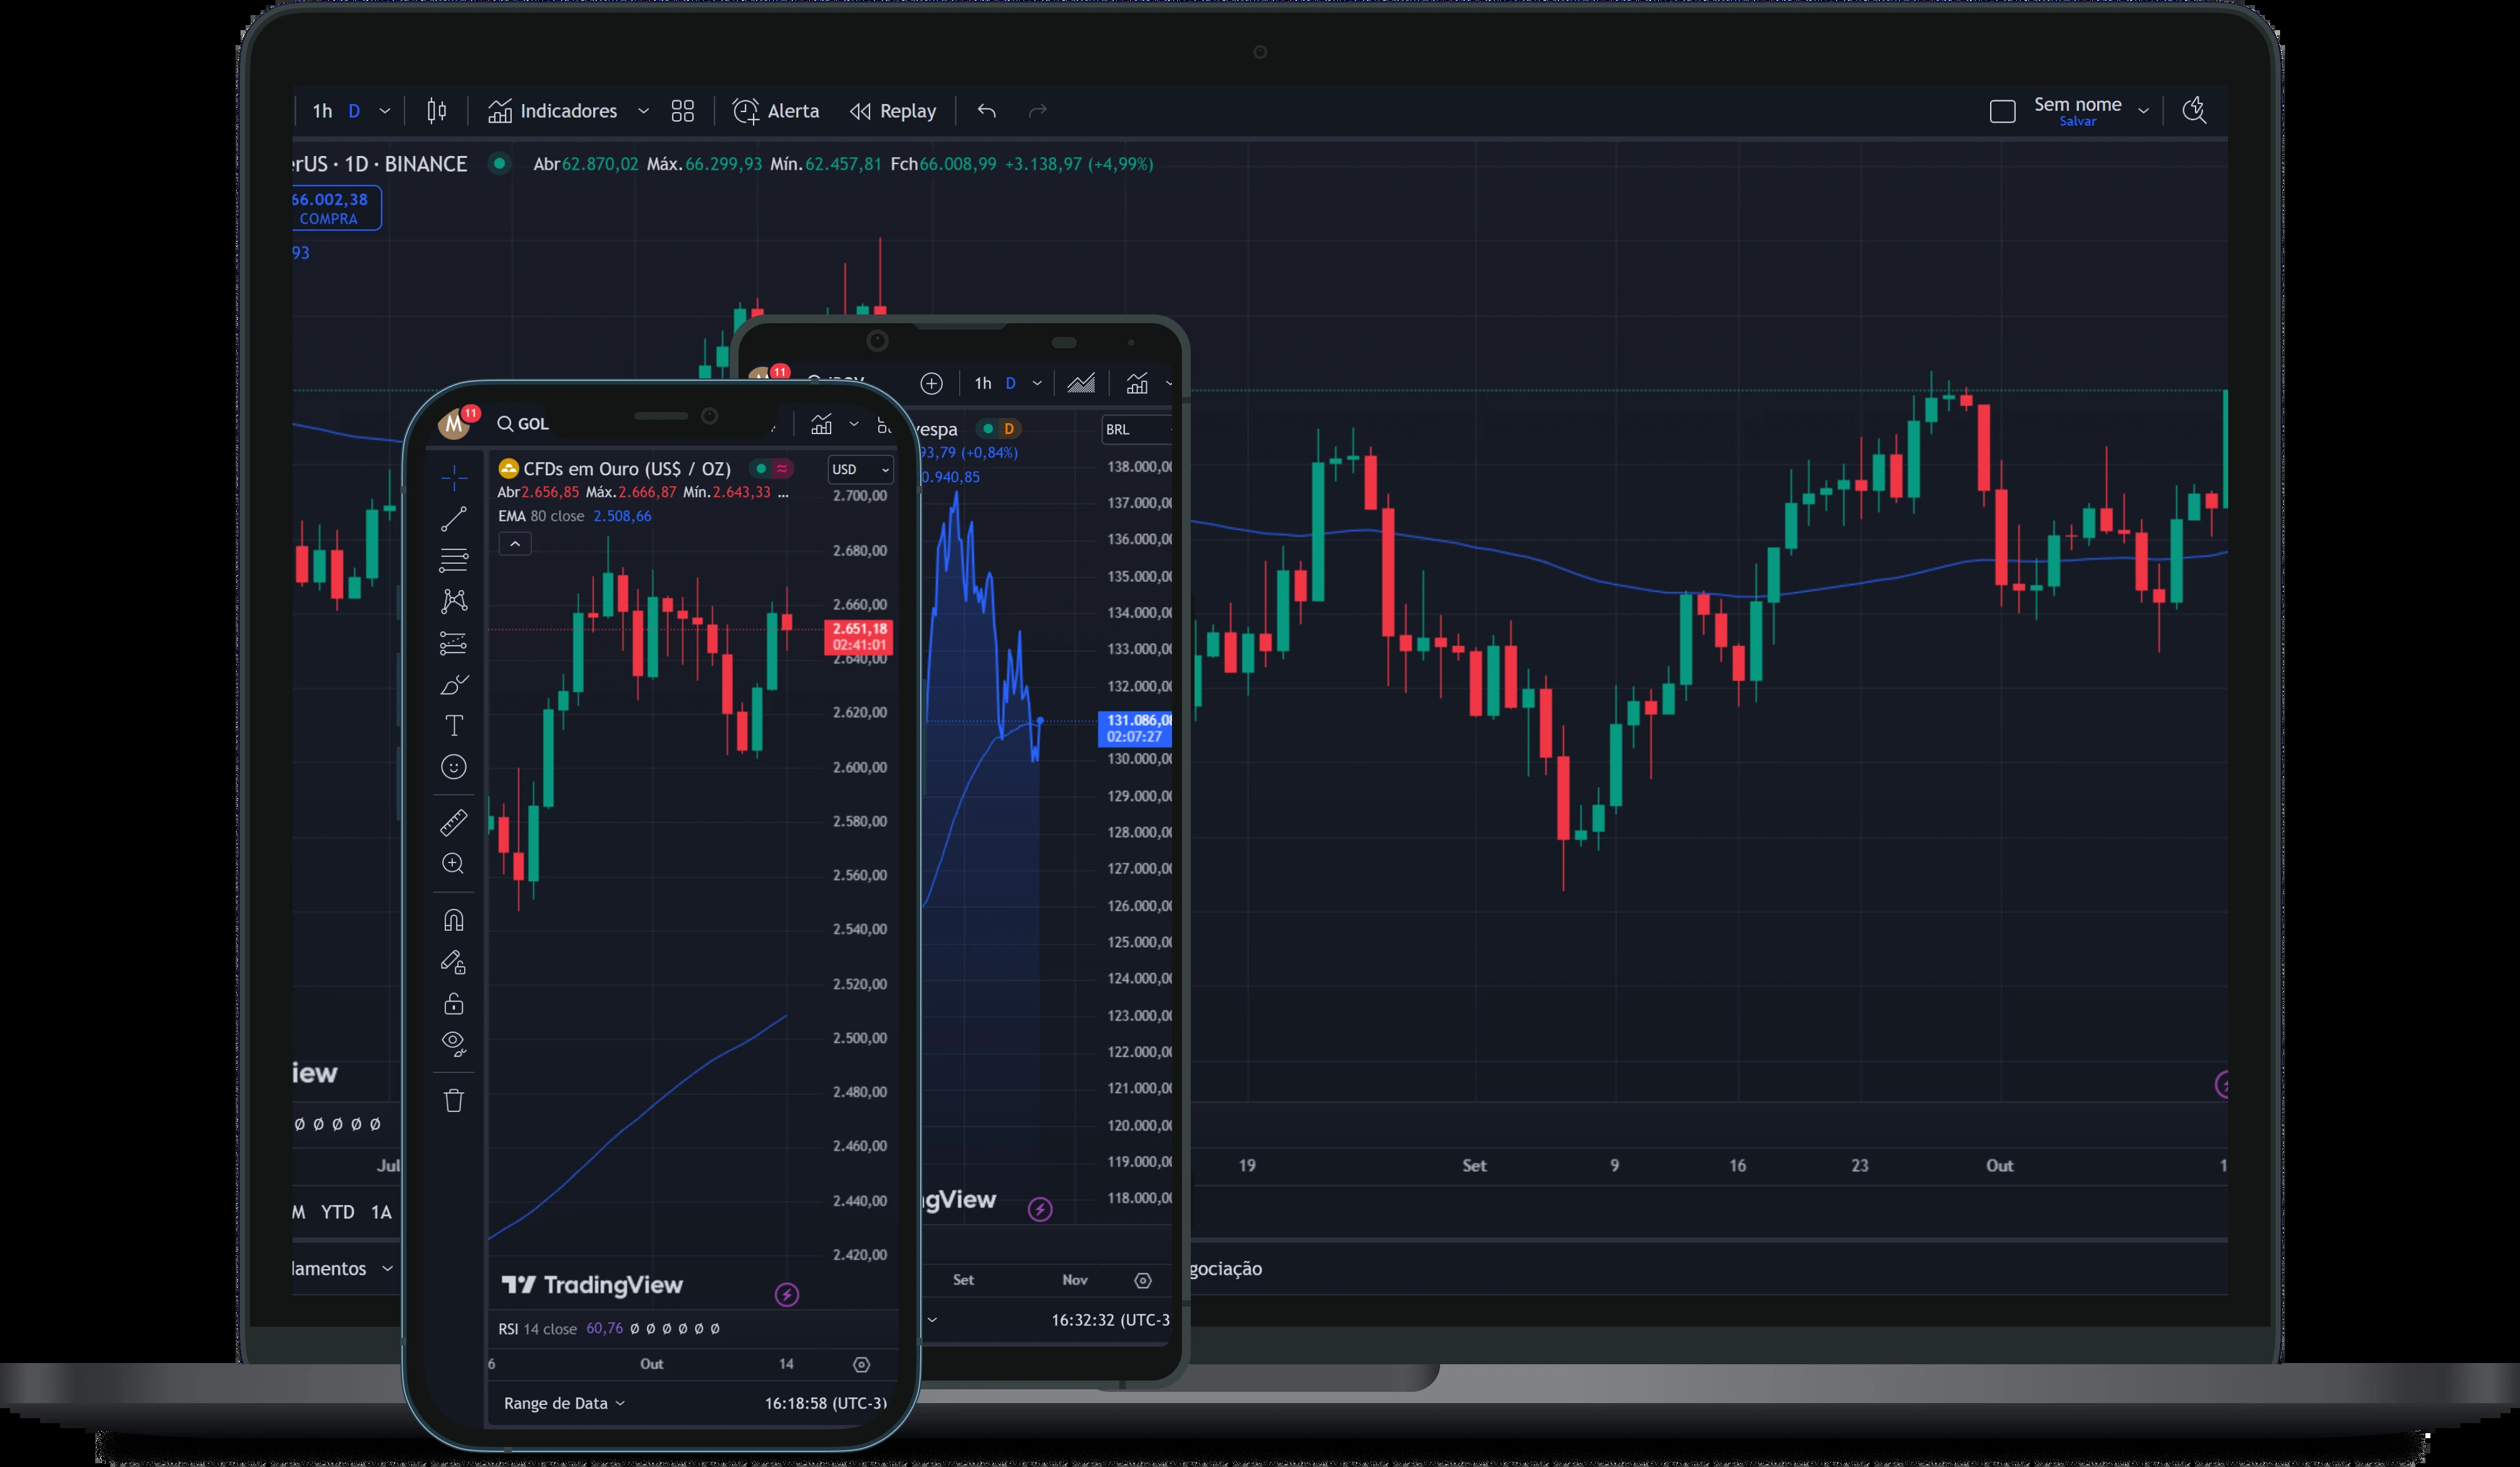 1h D Indicadores Alerta Replay Sem nome
Salvar
rUS · 1D · BINANCE Abr62.870,02 Máx.66.299,93 Mín.62.457,81 Fch66.008,99 +3.138,97 (+4,99%)
66.002,38
COMPRA
93
iew
Ø Ø Ø Ø Ø
Jul 19 Set 9 16 23 Out 1
M YTD 1A
lamentos gociação
11
1h D
vespa D
BRL
93,79 (+0,84%)
0.940,85
138.000,00
137.000,00
136.000,00
135.000,00
134.000,00
133.000,00
132.000,00
131.086,08
02:07:27
130.000,00
129.000,00
128.000,00
127.000,00
126.000,00
125.000,00
124.000,00
123.000,00
122.000,00
121.000,00
120.000,00
119.000,00
118.000,00
gView
Set Nov
16:32:32 (UTC-3
M 11 GOL
CFDs em Ouro (US$ / OZ) USD
Abr2.656,85 Máx.2.666,87 Mín.2.643,33 ...
EMA 80 close 2.508,66
2.700,00
2.680,00
2.660,00
2.651,18
02:41:01
2.640,00
2.620,00
2.600,00
2.580,00
2.560,00
2.540,00
2.520,00
2.500,00
2.480,00
2.460,00
2.440,00
2.420,00
TradingView
RSI 14 close 60,76 Ø Ø Ø Ø Ø Ø
6 Out 14
Range de Data 16:18:58 (UTC-3)